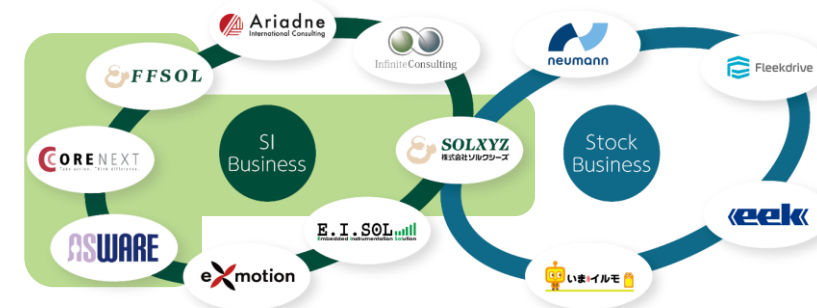 Ariadne
International Consulting
InfiniteConsulting
neumann
Fleekdrive
FFSOL
CORENEXT
Take action. Think difference.
SI
Business
SOLXYZ
株式会社ソルクシーズ
Stock
Business
ASWARE
E.I.SOL
Embedded Instrumentation Solution
eek
eXmotion
いまイルモ